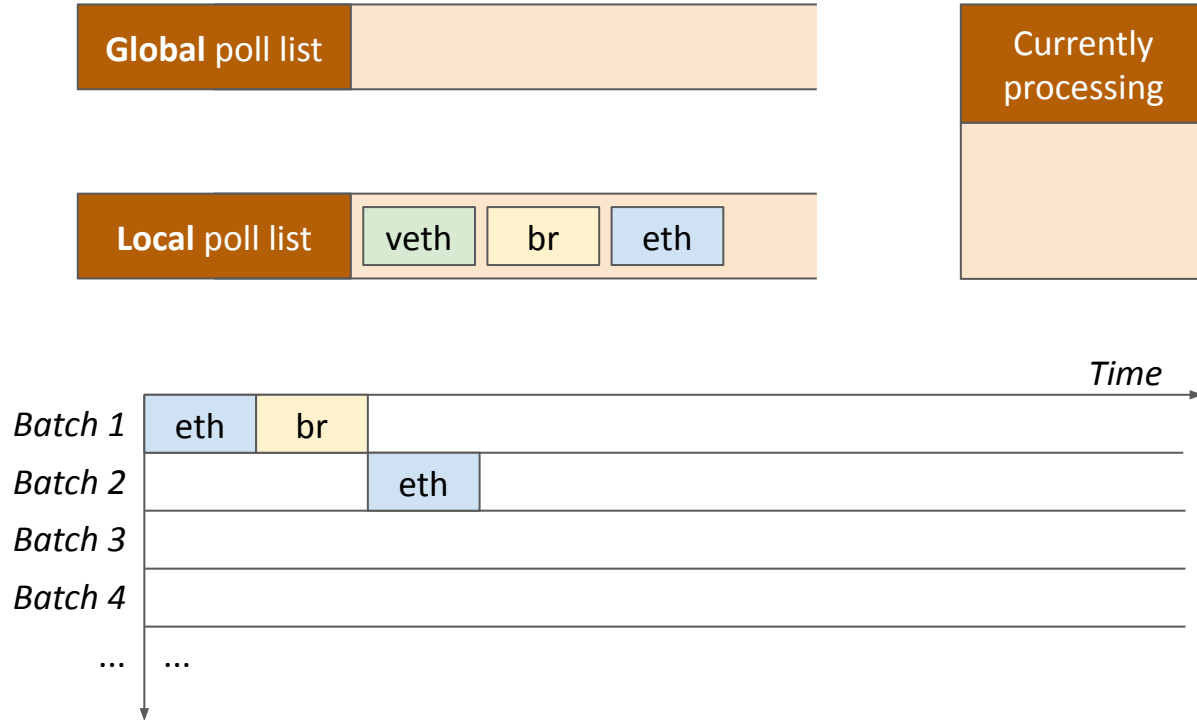 Global poll list
Currently
processing
Local poll list
veth
br
eth
Time
Batch 1
eth
br
Batch 2
eth
Batch 3
Batch 4
...
...